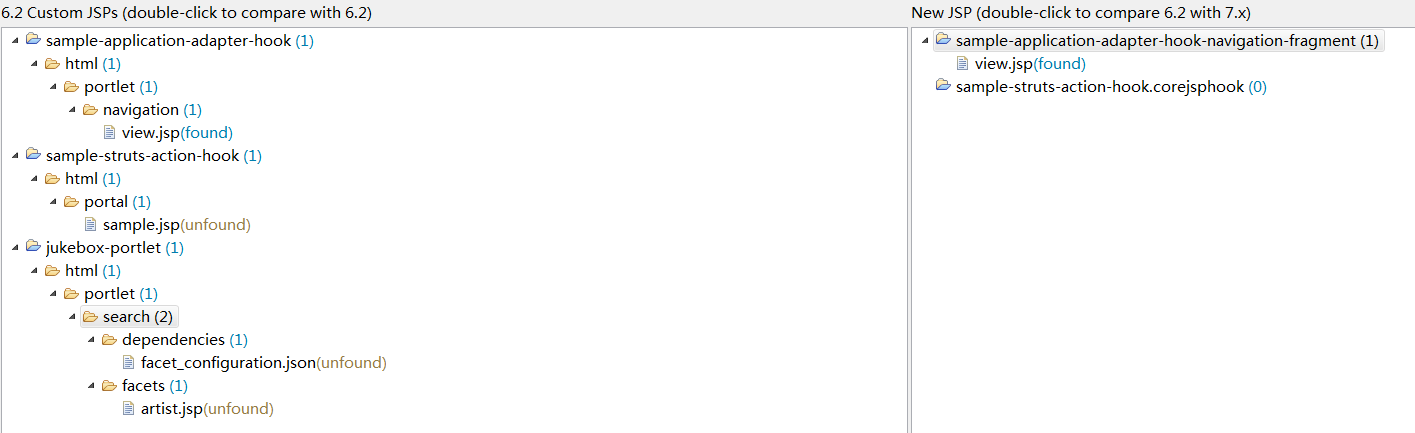 6.2 Custom JSPs (double-click to compare with 6.2)
sample-application-adapter-hook (1)
html (1)
portlet (1)
navigation (1)
view.jsp(found)
sample-struts-action-hook (1)
html (1)
portal (1)
sample.jsp(unfound)
jukebox-portlet (1)
html (1)
portlet (1)
search (2)
dependencies (1)
facet_configuration.json(unfound)
facets (1)
artist.jsp(unfound)
New JSP (double-click to compare 6.2 with 7.x)
sample-application-adapter-hook-navigation-fragment (1)
view.jsp(found)
sample-struts-action-hook.corejsphook (0)